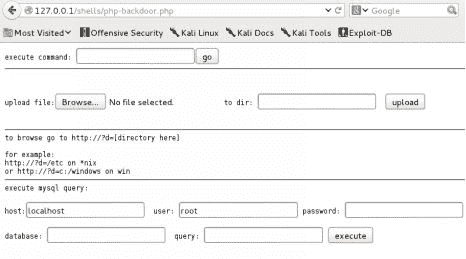 127.0.0.1/shells/php-backdoor.php
Google
Most Visited Offensive Security Kali Linux Kali Docs Kali Tools Exploit-DB
execute command: go
upload file: Browse... No file selected. to dir: upload
to browse go to http://?d=[directory here]
for example:
http://?d=/etc on *nix
or http://?d=c:/windows on win
execute mysql query:
host: localhost user: root password:
database: query: execute